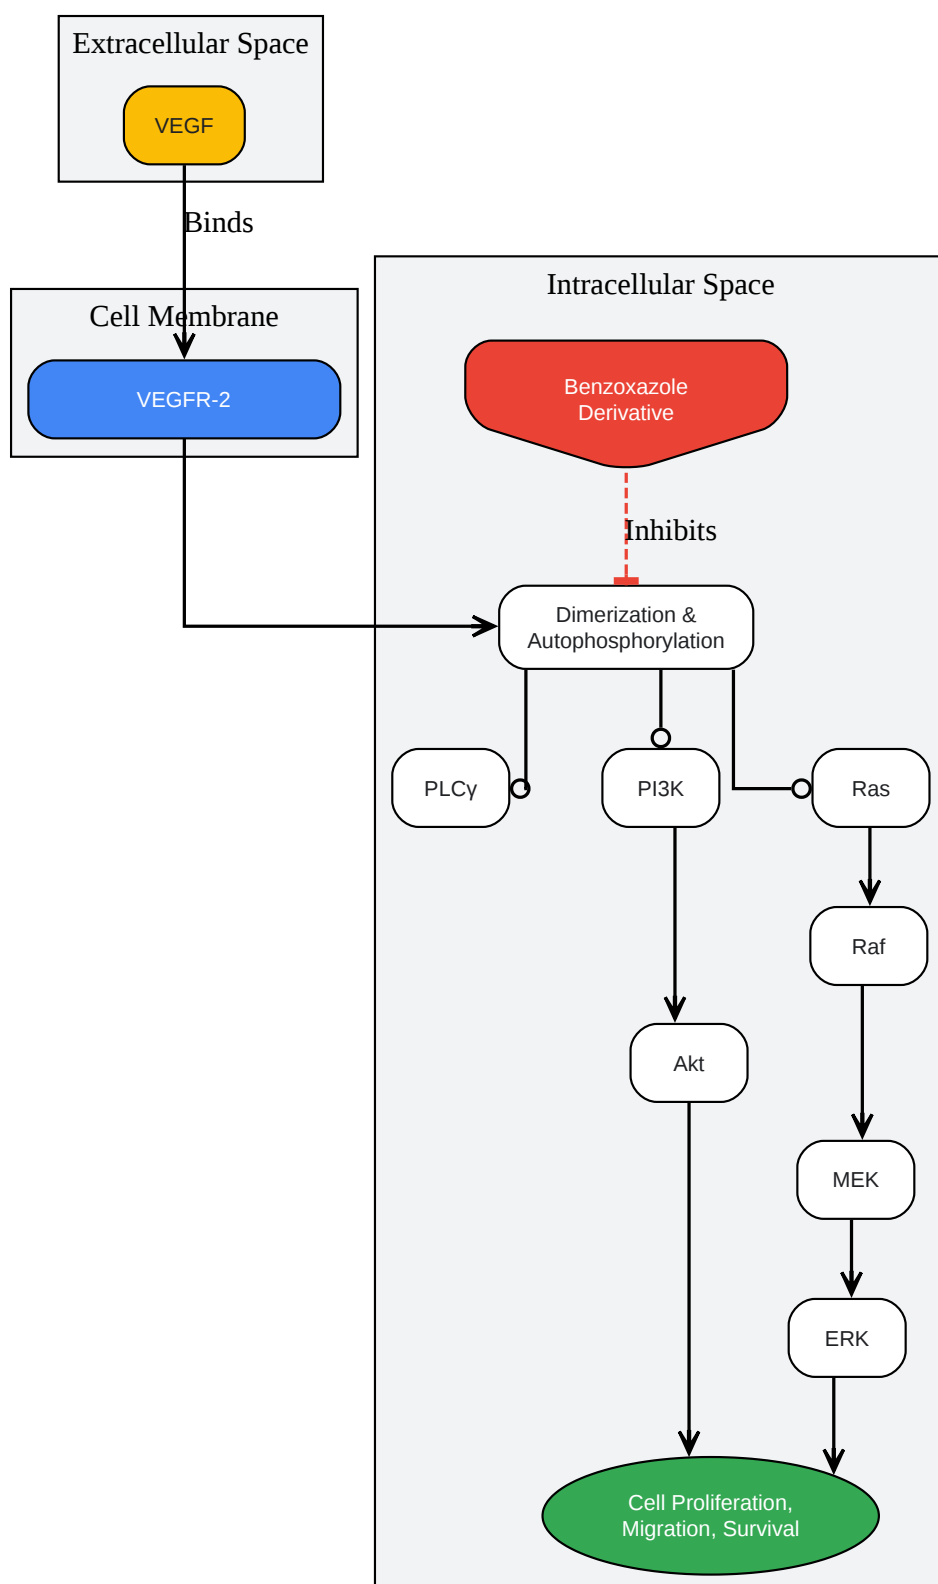 Extracellular Space
VEGF
Binds
Cell Membrane
VEGFR-2
Intracellular Space
Benzoxazole
Derivative
Inhibits
Dimerization &
Autophosphorylation
PLCγ
PI3K
Ras
Raf
Akt
MEK
ERK
Cell Proliferation,
Migration, Survival